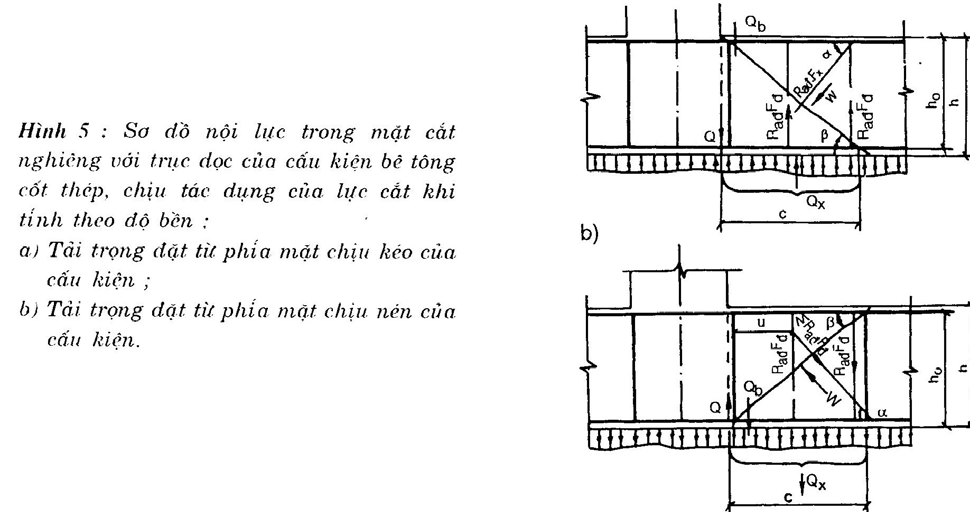 Hình 5 : Sơ đồ nội lực trong mặt cắt
nghiêng với trục dọc của cấu kiện bê tông
cốt thép, chịu tác dụng của lực cắt khi
tính theo độ bền :
a) Tải trọng đặt từ phía mặt chịu kéo của
cấu kiện ;
b) Tải trọng đặt từ phía mặt chịu nén của
cấu kiện.
Qb
α
RadFx
W
RadFđ
RadFđ
β
Q
ho
h
Qx
c
b)
u
β
RadFđ
RadFđ
Qb
Q
W
α
ho
h
Qx
c